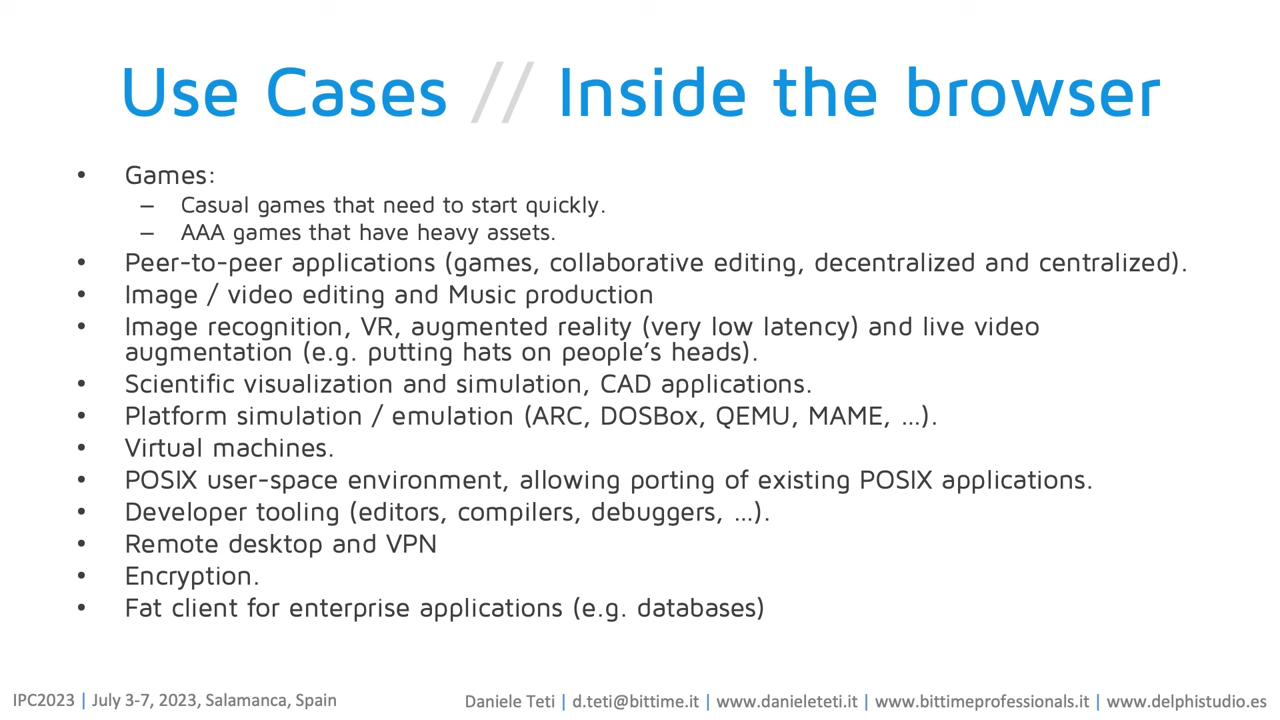 Use Cases // Inside the browser
• Games:
– Casual games that need to start quickly.
– AAA games that have heavy assets.
• Peer-to-peer applications (games, collaborative editing, decentralized and centralized).
• Image / video editing and Music production
• Image recognition, VR, augmented reality (very low latency) and live video
augmentation (e.g. putting hats on people’s heads).
• Scientific visualization and simulation, CAD applications.
• Platform simulation / emulation (ARC, DOSBox, QEMU, MAME, …).
• Virtual machines.
• POSIX user-space environment, allowing porting of existing POSIX applications.
• Developer tooling (editors, compilers, debuggers, …).
• Remote desktop and VPN
• Encryption.
• Fat client for enterprise applications (e.g. databases)
IPC2023 | July 3-7, 2023, Salamanca, Spain
Daniele Teti | d.teti@bittime.it | www.danieleteti.it | www.bittimeprofessionals.it | www.delphistudio.es